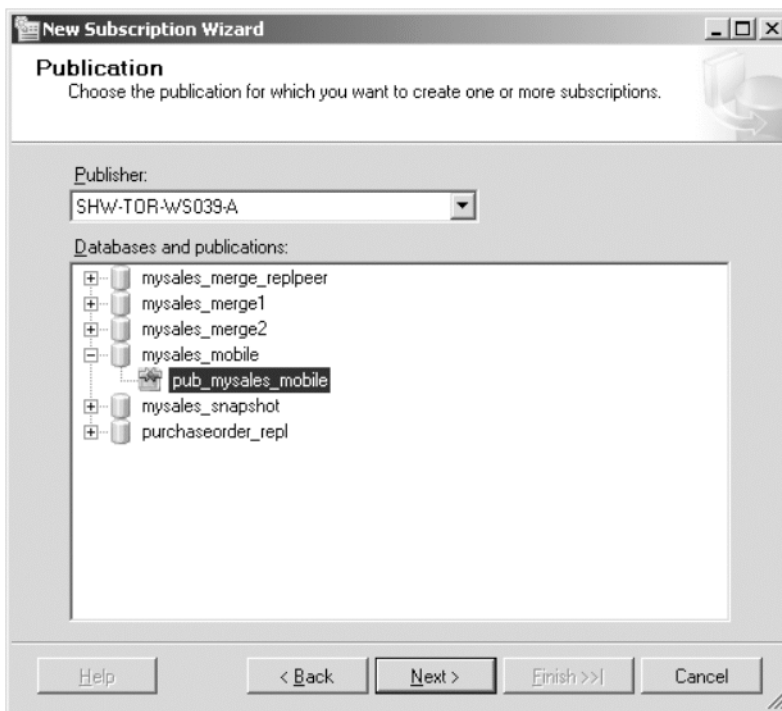 New Subscription Wizard
Publication
Choose the publication for which you want to create one or more subscriptions.
Publisher:
SHW-TOR-WS039-A
Databases and publications:
mysales_merge_replpeer
mysales_merge1
mysales_merge2
mysales_mobile
pub_mysales_mobile
mysales_snapshot
purchaseorder_repl
Help < Back Next > Finish >>| Cancel